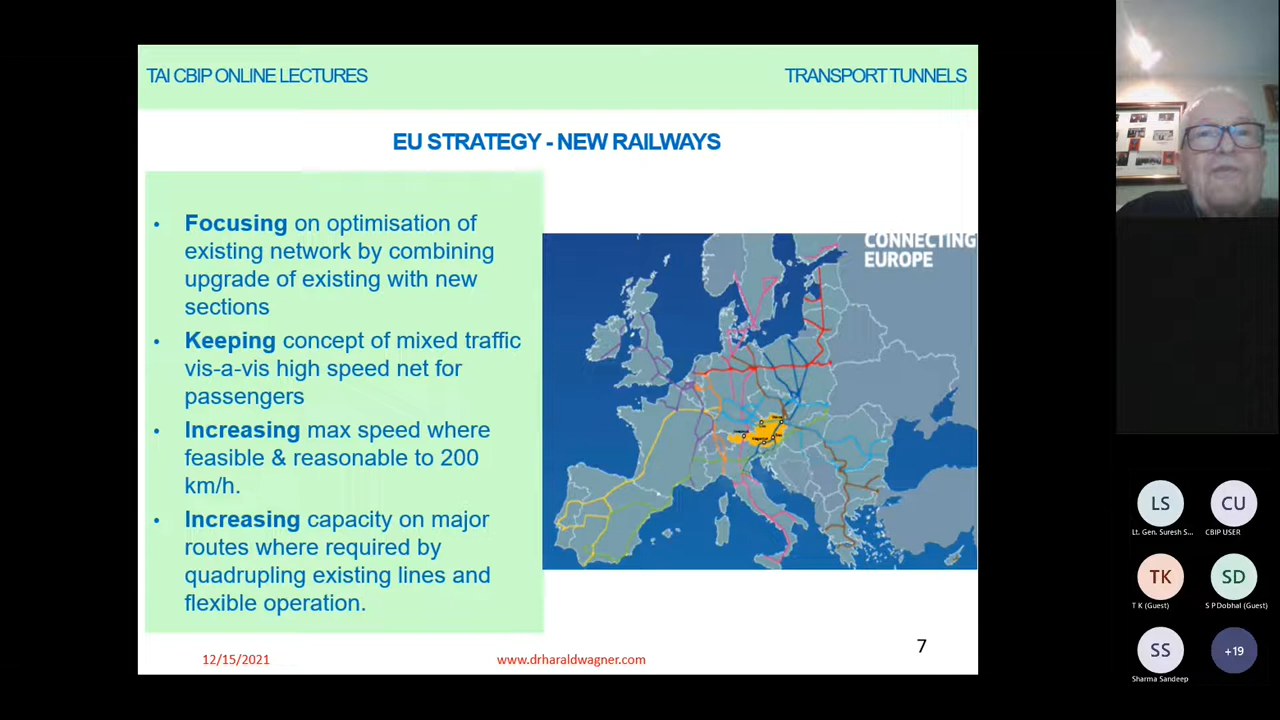 TAI CBIP ONLINE LECTURES
TRANSPORT TUNNELS
EU STRATEGY - NEW RAILWAYS
• Focusing on optimisation of
existing network by combining
upgrade of existing with new
sections
• Keeping concept of mixed traffic
vis-a-vis high speed net for
passengers
• Increasing max speed where
feasible & reasonable to 200
km/h.
• Increasing capacity on major
routes where required by
quadrupling existing lines and
flexible operation.
CONNECTING
EUROPE
12/15/2021
www.drharaldwagner.com
7
LS
CU
Lt. Gen. Suresh S...
CBIP USER
TK
SD
T K (Guest)
S P Dobhal (Guest)
SS
+19
Sharma Sandeep